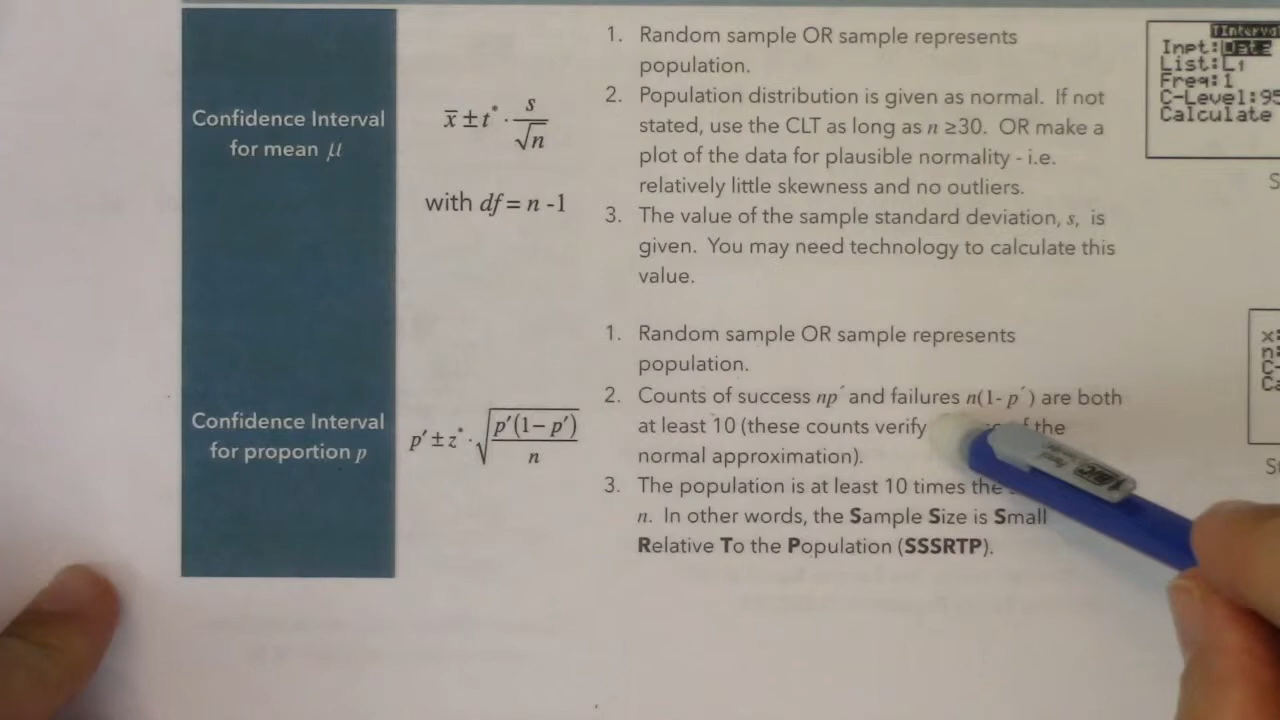 Confidence Interval
for mean μ
x̄ ± t* · s/√n
with df = n -1
1. Random sample OR sample represents
population.
2. Population distribution is given as normal. If not
stated, use the CLT as long as n ≥30. OR make a
plot of the data for plausible normality - i.e.
relatively little skewness and no outliers.
3. The value of the sample standard deviation, s, is
given. You may need technology to calculate this
value.
Inpt:Data
List:L1
Freq:1
C-Level:95
Calculate
Confidence Interval
for proportion p
p′ ± z* · √(p′(1− p′)/n)
1. Random sample OR sample represents
population.
2. Counts of success np′ and failures n(1- p′) are both
at least 10 (these counts verify the
normal approximation).
3. The population is at least 10 times the
n. In other words, the Sample Size is Small
Relative To the Population (SSSRTP).
x:
n:
C-
BIC